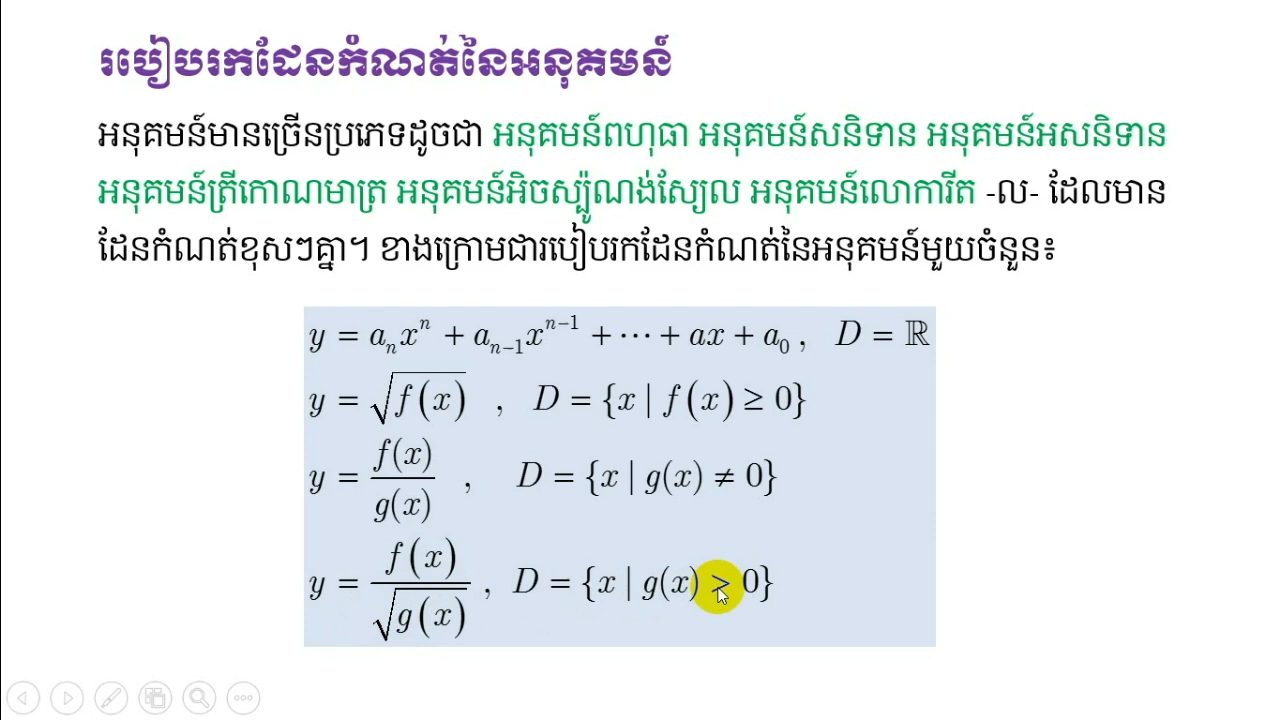 របៀបរកដែនកំណត់នៃអនុគមន៍
អនុគមន៍មានច្រើនប្រភេទដូចជា អនុគមន៍ពហុធា អនុគមន៍សនិទាន អនុគមន៍អសនិទាន
អនុគមន៍ត្រីកោណមាត្រ អនុគមន៍អិចស្ប៉ូណង់ស្យែល អនុគមន៍លោការីត -ល- ដែលមាន
ដែនកំណត់ខុសៗគ្នា។ ខាងក្រោមជារបៀបរកដែនកំណត់នៃអនុគមន៍មួយចំនួន៖
y = aₙxⁿ + aₙ₋₁xⁿ⁻¹ + ⋯ + ax + a₀ , D = ℝ
y = √f(x) , D = {x | f(x) ≥ 0}
y = f(x)/g(x) , D = {x | g(x) ≠ 0}
y = f(x)/√g(x) , D = {x | g(x) > 0}